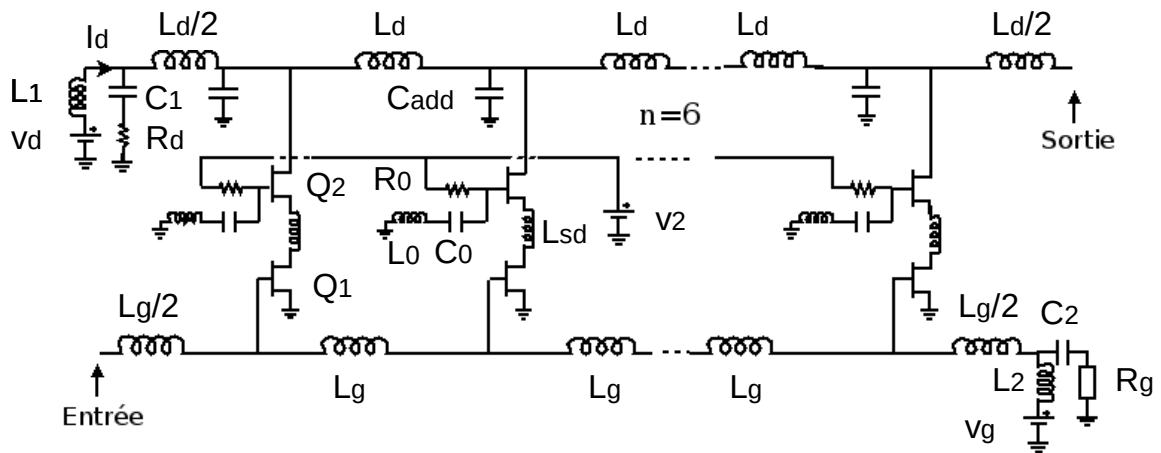 Id
Ld/2
Ld
Ld
Ld
Ld/2
L1
C1
Cadd
vd
Rd
n=6
Sortie
Q2
R0
v2
L0
C0
Lsd
Q1
Lg/2
Lg/2
C2
Lg
Lg
Lg
L2
Rg
Entrée
vg